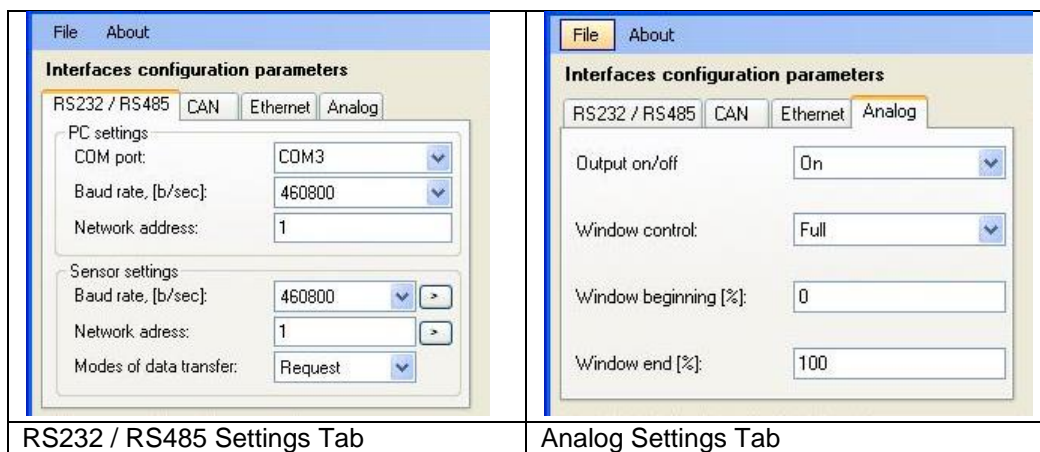 File About
Interfaces configuration parameters
RS232 / RS485 CAN Ethernet Analog
PC settings
COM port: COM3
Baud rate, [b/sec]: 460800
Network address: 1
Sensor settings
Baud rate, [b/sec]: 460800 >
Network adress: 1 >
Modes of data transfer: Request
RS232 / RS485 Settings Tab
File About
Interfaces configuration parameters
RS232 / RS485 CAN Ethernet Analog
Output on/off On
Window control: Full
Window beginning [%]: 0
Window end [%]: 100
Analog Settings Tab